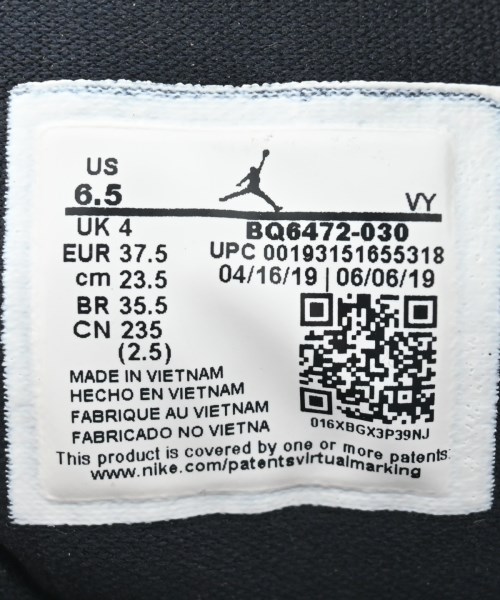 US
6.5
VY
UK 4
BQ6472-030
EUR 37.5
UPC 00193151655318
cm 23.5
04/16/19 | 06/06/19
BR 35.5
CN 235
(2.5)
MADE IN VIETNAM
HECHO EN VIETNAM
FABRIQUE AU VIETNAM
FABRICADO NO VIETNA
016XBGX3P39NJ
This product is covered by one or more patents:
www.nike.com/patentsvirtualmarking